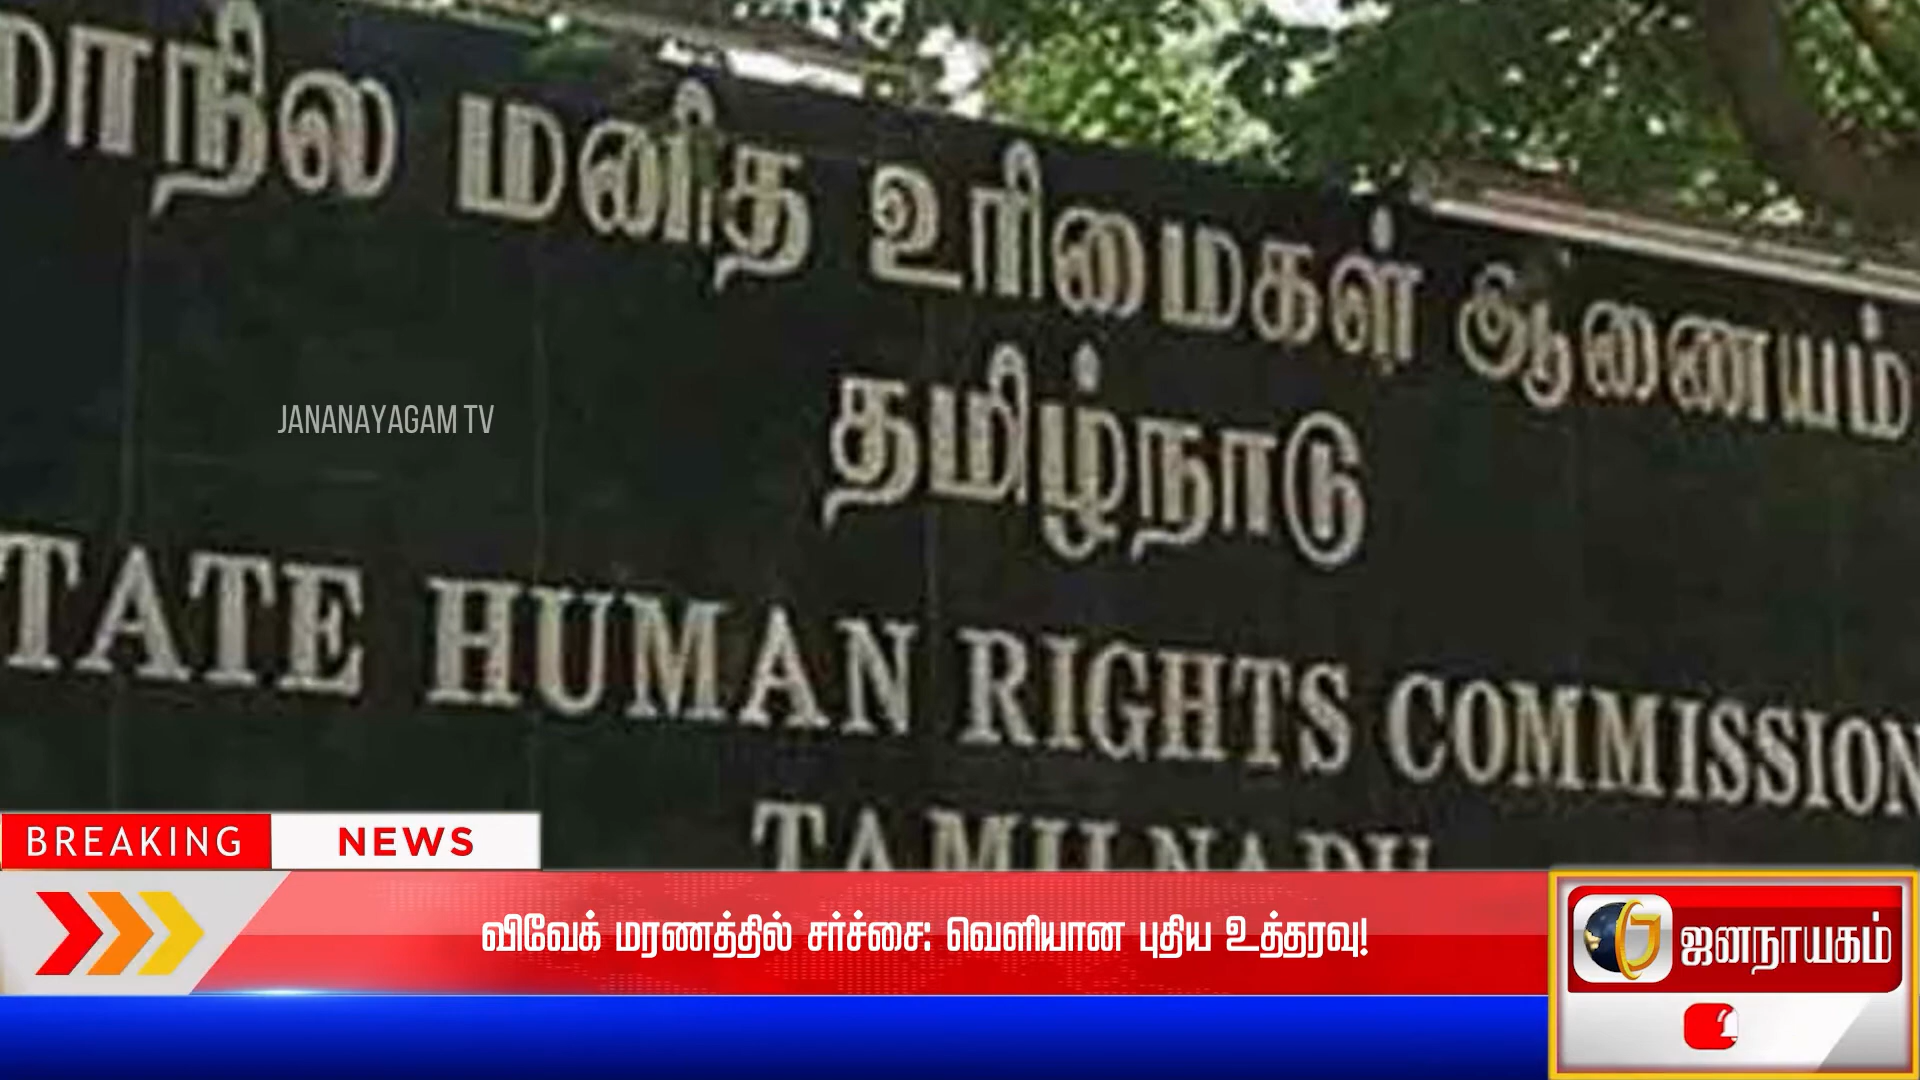 மாநில மனித உரிமைகள் ஆணையம்
தமிழ்நாடு
JANANAYAGAM TV
TATE HUMAN RIGHTS COMMISSION
TAMILNADU
BREAKING NEWS
விவேக் மரணத்தில் சர்ச்சை: வெளியான புதிய உத்தரவு!
ஜனநாயகம்